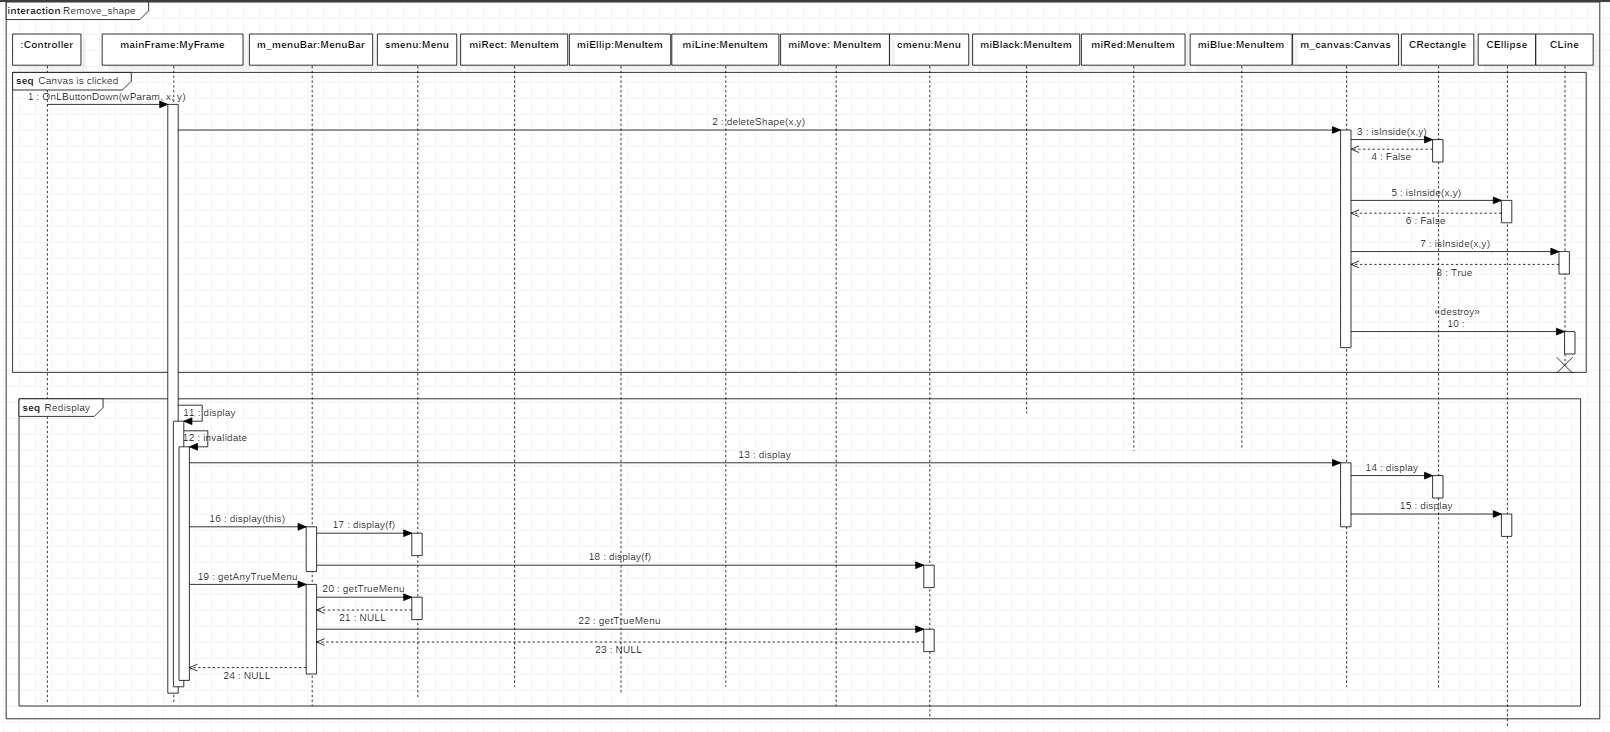 interaction Remove_shape
:Controller
mainFrame:MyFrame
m_menuBar:MenuBar
smenu:Menu
miRect: MenuItem
miEllip:MenuItem
miLine:MenuItem
miMove: MenuItem
cmenu:Menu
miBlack:MenuItem
miRed:MenuItem
miBlue:MenuItem
m_canvas:Canvas
CRectangle
CEllipse
CLine
seq Canvas is clicked
1 : OnLButtonDown(wParam, x, y)
2 : deleteShape(x,y)
3 : isInside(x,y)
4 : False
5 : isInside(x,y)
6 : False
7 : isInside(x,y)
8 : True
«destroy»
10 :
seq Redisplay
11 : display
12 : invalidate
13 : display
14 : display
15 : display
16 : display(this)
17 : display(f)
18 : display(f)
19 : getAnyTrueMenu
20 : getTrueMenu
21 : NULL
22 : getTrueMenu
23 : NULL
24 : NULL